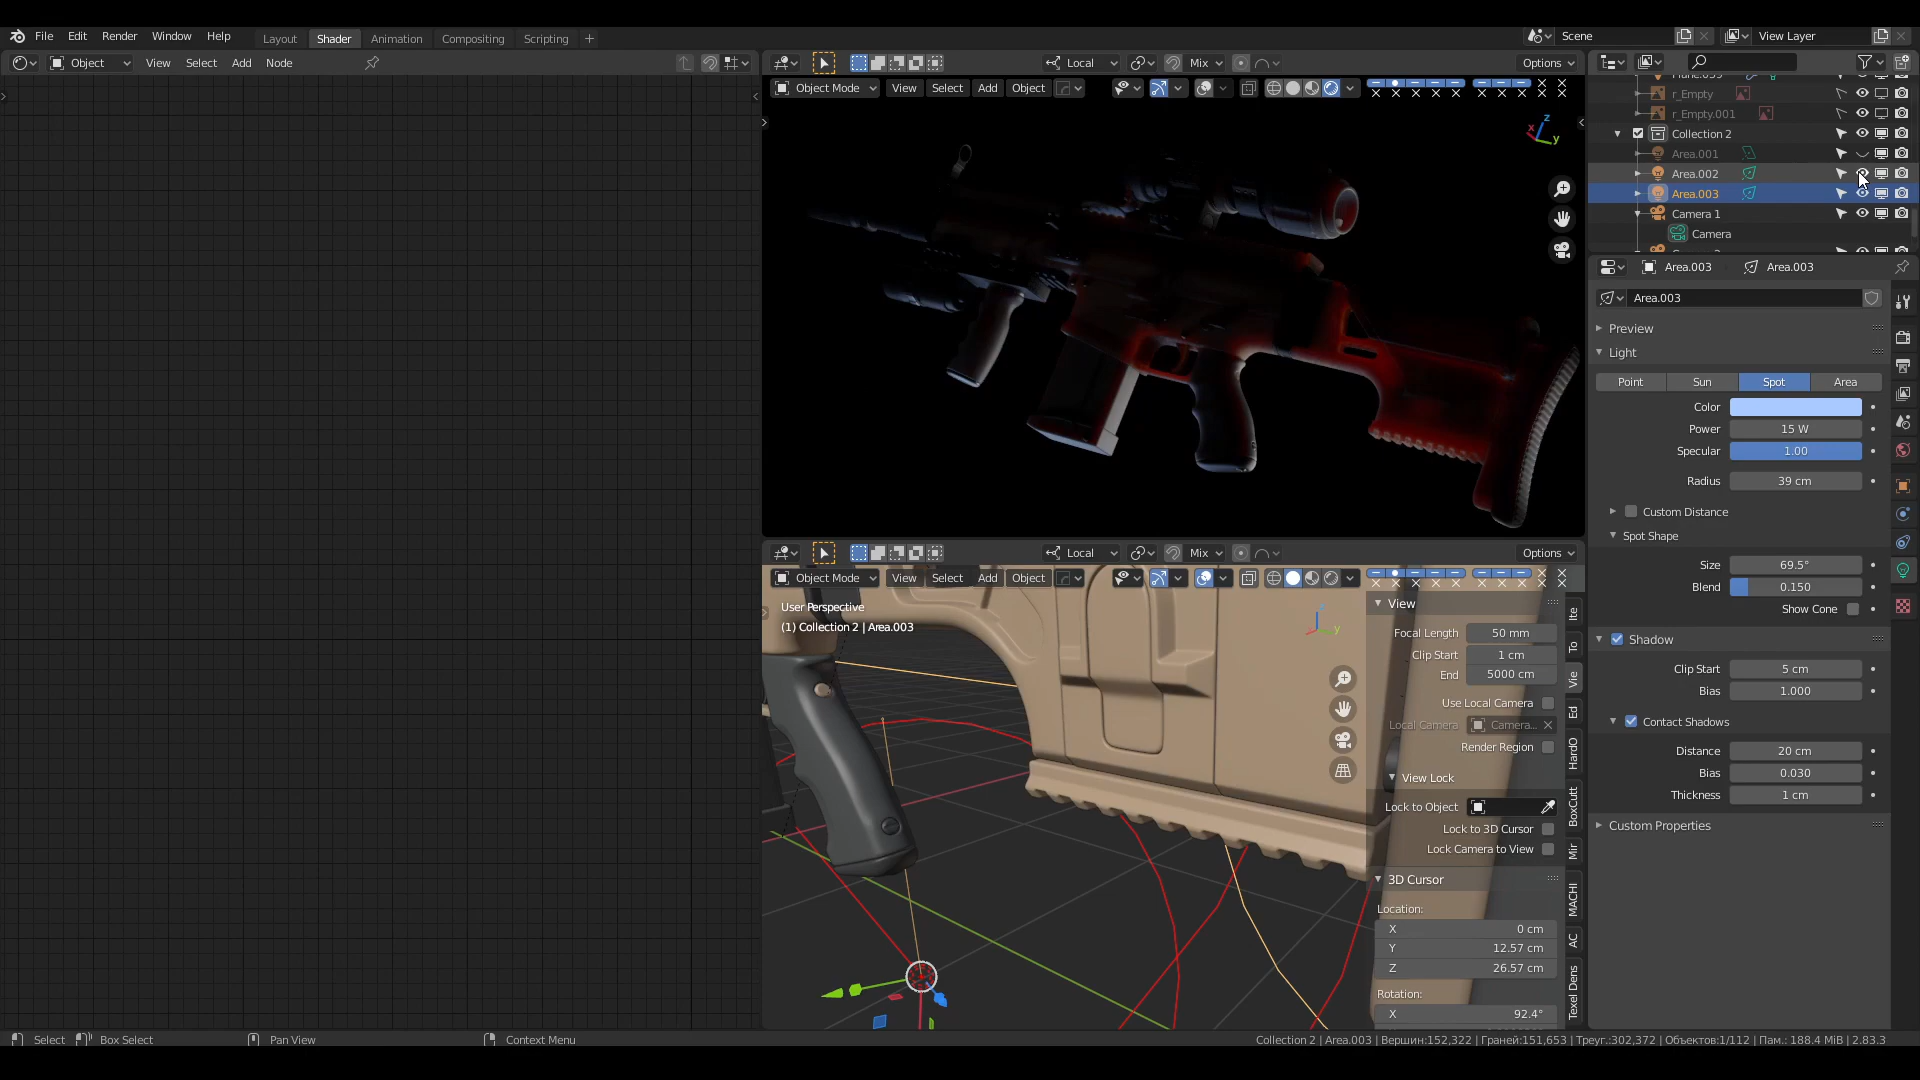 File Edit Render Window Help
Layout Shader Animation Compositing Scripting
Scene
View Layer
Object View Select Add Node
Local Mix Options
Object Mode View Select Add Object
r_Empty
r_Empty.001
Collection 2
Area.001
Area.002
Area.003
Camera 1
Camera
Area.003 Area.003
Area.003
Preview
Light
Point Sun Spot Area
Color
Power 15 W
Specular 1.00
Radius 39 cm
Custom Distance
Spot Shape
Size 69.5°
Blend 0.150
Show Cone
Shadow
Clip Start 5 cm
Bias 1.000
Contact Shadows
Distance 20 cm
Bias 0.030
Thickness 1 cm
Custom Properties
x z y
Local Mix Options
Object Mode View Select Add Object
User Perspective
(1) Collection 2 | Area.003
y
View
Focal Length 50 mm
Clip Start 1 cm
End 5000 cm
Use Local Camera
Local Camera Camera...
Render Region
View Lock
Lock to Object
Lock to 3D Cursor
Lock Camera to View
3D Cursor
Location:
X 0 cm
Y 12.57 cm
Z 26.57 cm
Rotation:
X 92.4°
Ite
To
Vie
Ed
HardO
BoxCutt
Mir
MACHI
AC
Texel Dens
Select Box Select Pan View Context Menu
Collection 2 | Area.003 | Вершин:152,322 | Граней:151,653 | Треуг.:302,372 | Объектов:1/112 | Пам.: 188.4 MiB | 2.83.3